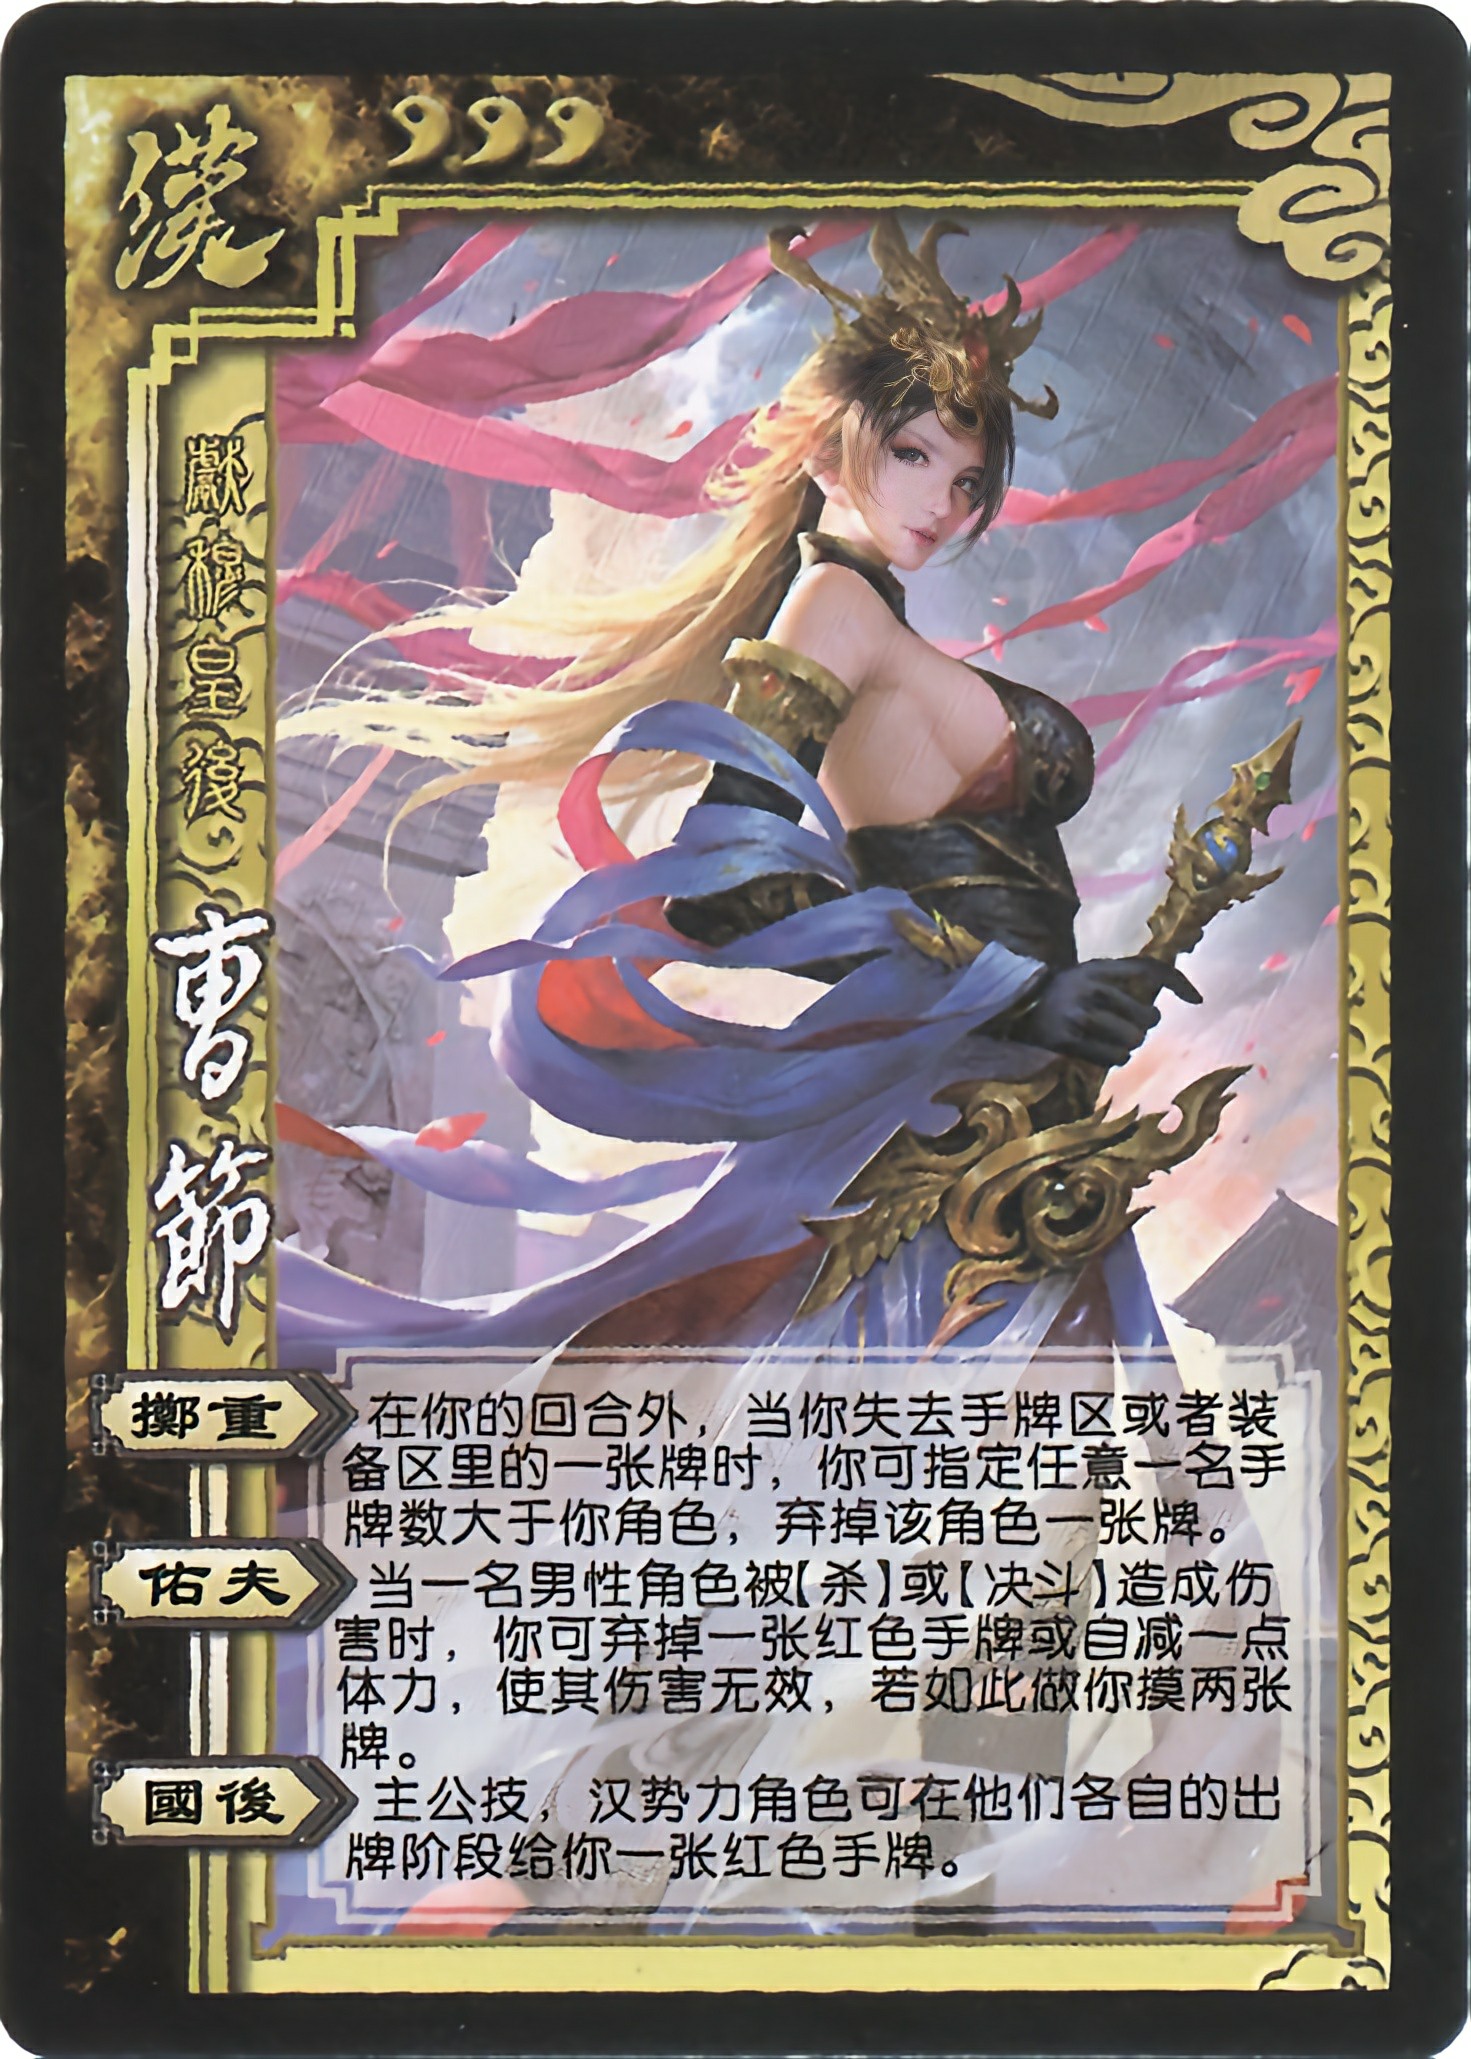 漢
獻穆皇後
曹節
擲重
在你的回合外，当你失去手牌区或者装
备区里的一张牌时，你可指定任意一名手
牌数大于你角色，弃掉该角色一张牌。
佑夫
当一名男性角色被【杀】或【决斗】造成伤
害时，你可弃掉一张红色手牌或自减一点
体力，使其伤害无效，若如此做你摸两张
牌。
國後
主公技，汉势力角色可在他们各自的出
牌阶段给你一张红色手牌。